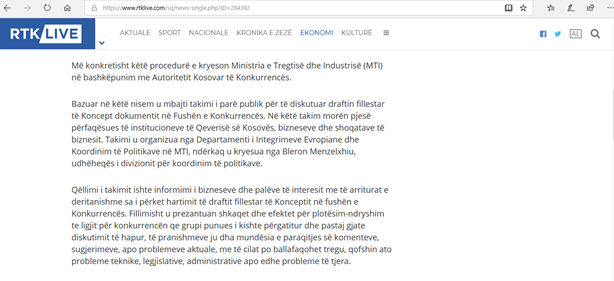 https://www.rtklive.com/sq/news-single.php?ID=284392
RTKLIVE
AKTUALE SPORT NACIONALE KRONIKA E ZEZË EKONOMI KULTURË
AL
Më konkretisht këtë procedurë e kryeson Ministria e Tregtisë dhe Industrisë (MTI)
në bashkëpunim me Autoritetit Kosovar të Konkurrencës.
Bazuar në këtë nisem u mbajti takimi i parë publik për të diskutuar draftin fillestar
të Koncept dokumentit në Fushën e Konkurrencës. Në këtë takim morën pjesë
përfaqësues të institucioneve të Qeverisë së Kosovës, bizneseve dhe shoqatave të
biznesit. Takimi u organizua nga Departamenti i Integrimeve Evropiane dhe
Koordinim të Politikave në MTI, ndërkaq u kryesua nga Bleron Menzelxhiu,
udhëheqës i divizionit për koordinim të politikave.
Qëllimi i takimit ishte informimi i bizneseve dhe palëve të interesit me të arriturat e
deritanishme sa i përket hartimit të draftit fillestar të Konceptit në fushën e
Konkurrencës. Fillimisht u prezantuan shkaqet dhe efektet për plotësim-ndryshim
te ligjit për konkurrencën qe grupi punues i kishte përgatitur dhe pastaj gjate
diskutimit të hapur, të pranishmeve ju dha mundësia e paraqitjes së komenteve,
sugjerimeve, apo problemeve aktuale, me të cilat po ballafaqohet tregu, qofshin ato
probleme teknike, legjislative, administrative apo edhe probleme të tjera.